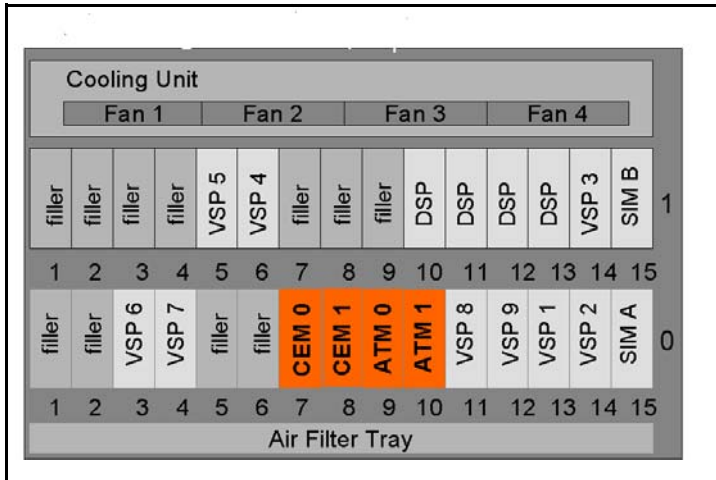 Cooling Unit
Fan 1 Fan 2 Fan 3 Fan 4
filler filler filler filler VSP 5 VSP 4 filler filler filler DSP DSP DSP DSP VSP 3 SIM B 1
1 2 3 4 5 6 7 8 9 10 11 12 13 14 15
filler filler VSP 6 VSP 7 filler filler CEM 0 CEM 1 ATM 0 ATM 1 VSP 8 VSP 9 VSP 1 VSP 2 SIM A 0
1 2 3 4 5 6 7 8 9 10 11 12 13 14 15
Air Filter Tray